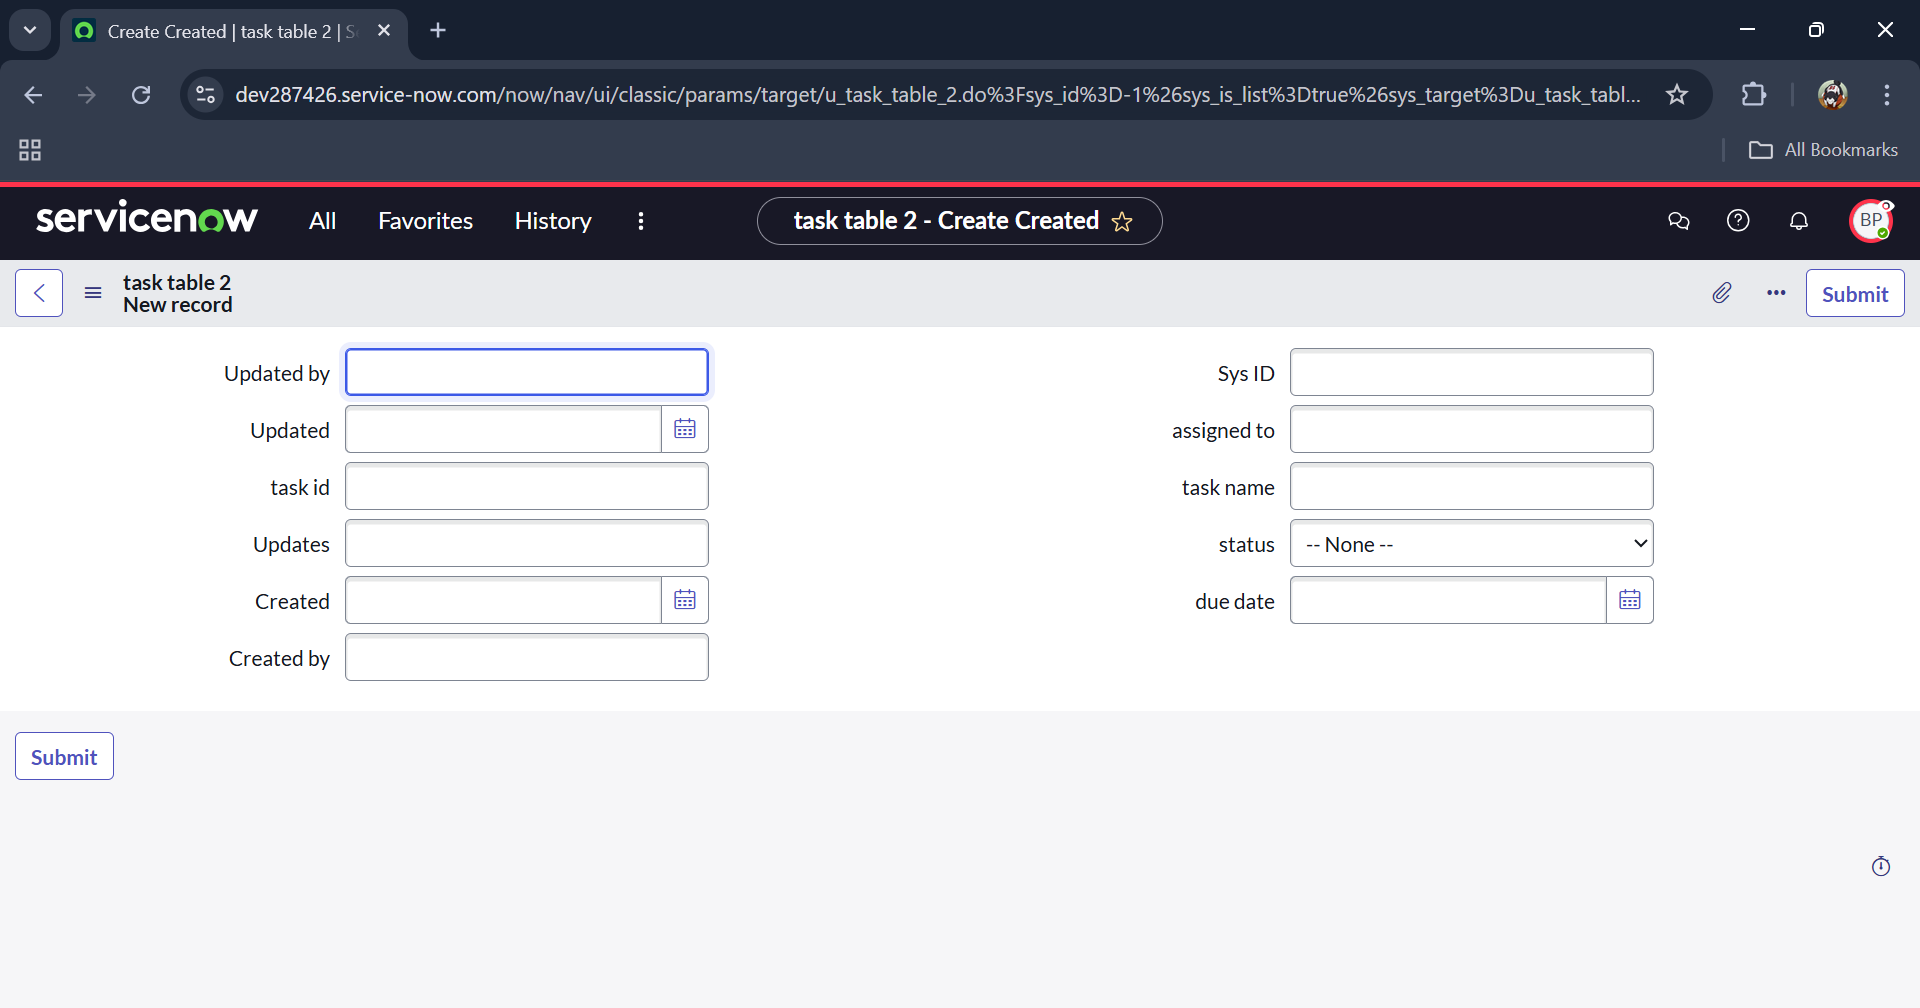 Create Created | task table 2 | S
dev287426.service-now.com/now/nav/ui/classic/params/target/u_task_table_2.do%3Fsys_id%3D-1%26sys_is_list%3Dtrue%26sys_target%3Du_task_tabl...
All Bookmarks
servicenow
All
Favorites
History
task table 2 - Create Created
BP
task table 2
New record
Submit
Updated by
Sys ID
Updated
assigned to
task id
task name
Updates
status
-- None --
Created
due date
Created by
Submit